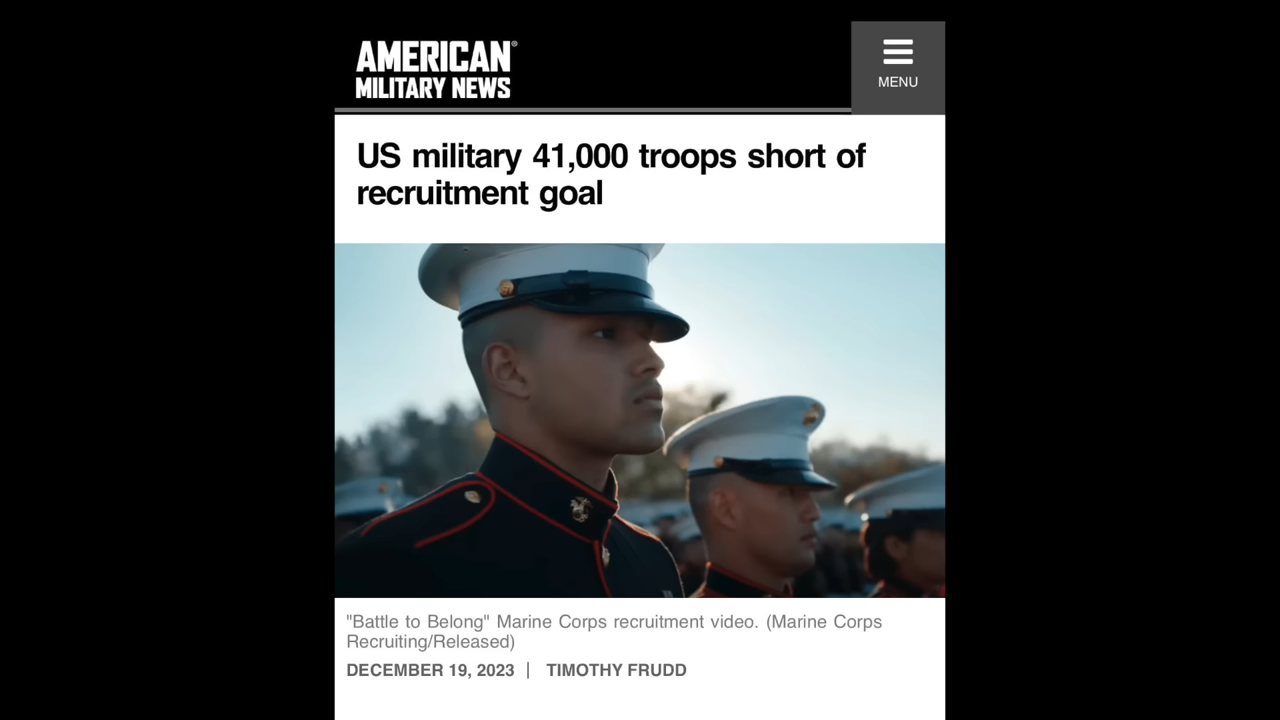 AMERICAN®
MILITARY NEWS
MENU
US military 41,000 troops short of
recruitment goal
"Battle to Belong" Marine Corps recruitment video. (Marine Corps
Recruiting/Released)
DECEMBER 19, 2023 | TIMOTHY FRUDD